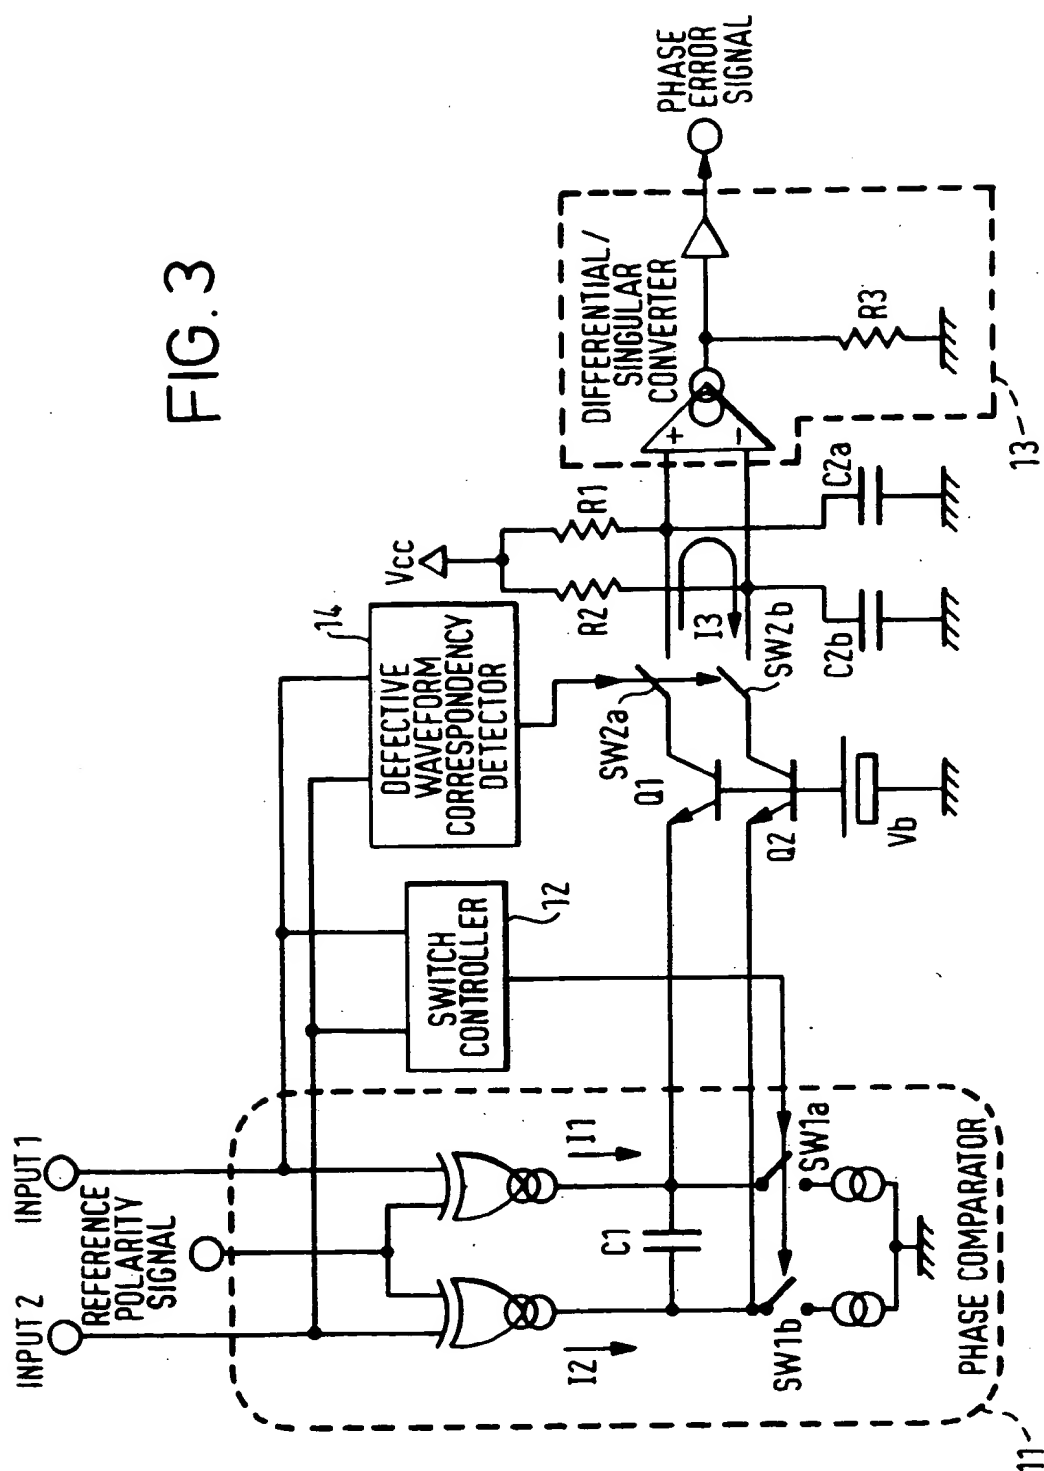 FIG. 3
INPUT 1
INPUT 2
REFERENCE
POLARITY
SIGNAL
I1
I2
C1
SW1a
SW1b
PHASE COMPARATOR
11
SWITCH
CONTROLLER
12
DEFECTIVE
WAVEFORM
CORRESPONDENCY
DETECTOR
14
SW2a
SW2b
Q1
Q2
Vb
Vcc
R1
R2
I3
C2a
C2b
DIFFERENTIAL/
SINGULAR
CONVERTER
+
−
R3
13
PHASE
ERROR
SIGNAL